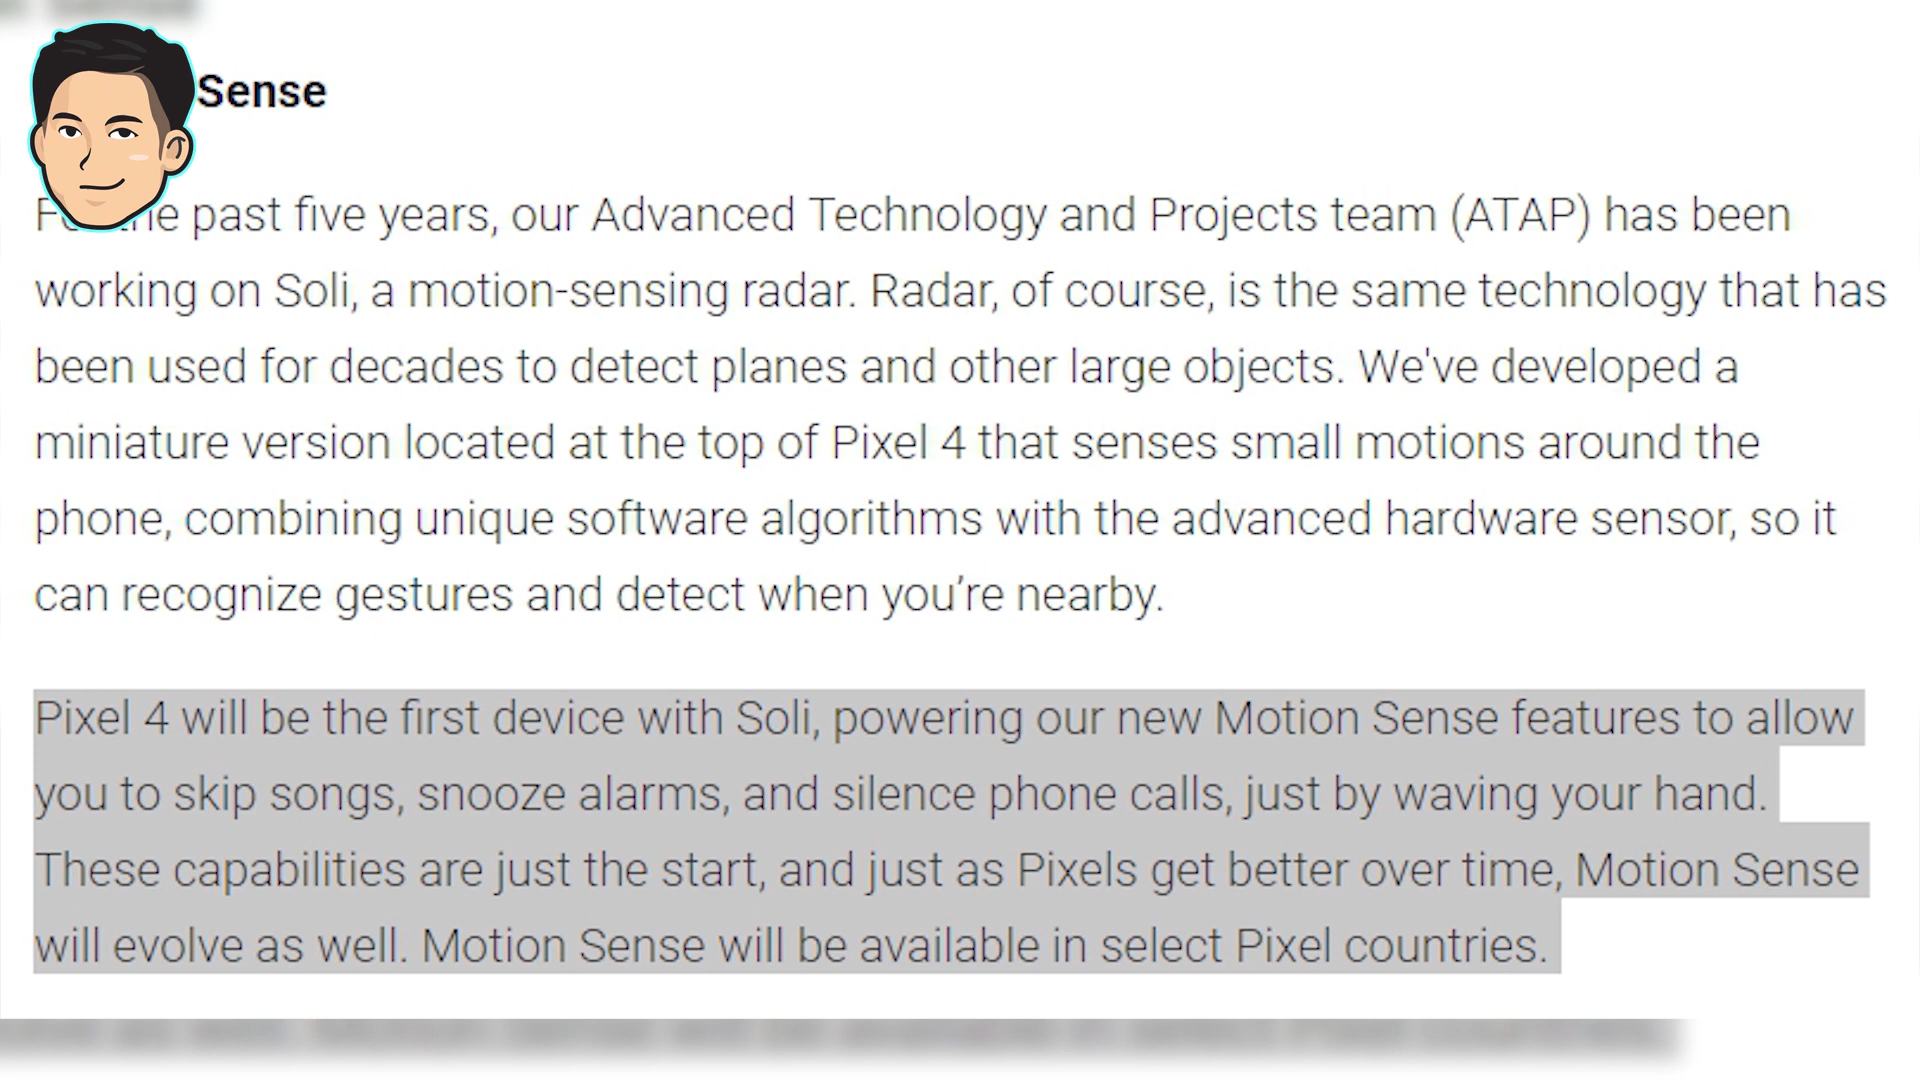 Sense
past five years, our Advanced Technology and Projects team (ATAP) has been
working on Soli, a motion-sensing radar. Radar, of course, is the same technology that has
been used for decades to detect planes and other large objects. We've developed a
miniature version located at the top of Pixel 4 that senses small motions around the
phone, combining unique software algorithms with the advanced hardware sensor, so it
can recognize gestures and detect when you’re nearby.
Pixel 4 will be the first device with Soli, powering our new Motion Sense features to allow
you to skip songs, snooze alarms, and silence phone calls, just by waving your hand.
These capabilities are just the start, and just as Pixels get better over time, Motion Sense
will evolve as well. Motion Sense will be available in select Pixel countries.